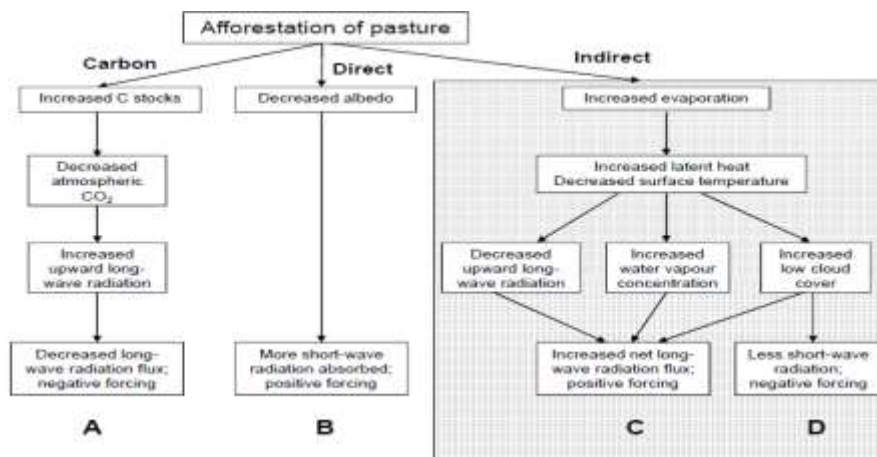 Afforestation of pasture
Carbon
Direct
Indirect
Increased C stocks
Decreased albedo
Increased evaporation
Decreased
atmospheric
CO2
Increased latent heat
Decreased surface temperature
Increased
upward long-
wave radiation
Decreased
upward long-
wave radiation
Increased
water vapour
concentration
Increased
low cloud
cover
Decreased long-
wave radiation flux;
negative forcing
More short-wave
radiation absorbed;
positive forcing
Increased net long-
wave radiation flux;
positive forcing
Less short-wave
radiation;
negative forcing
A
B
C
D